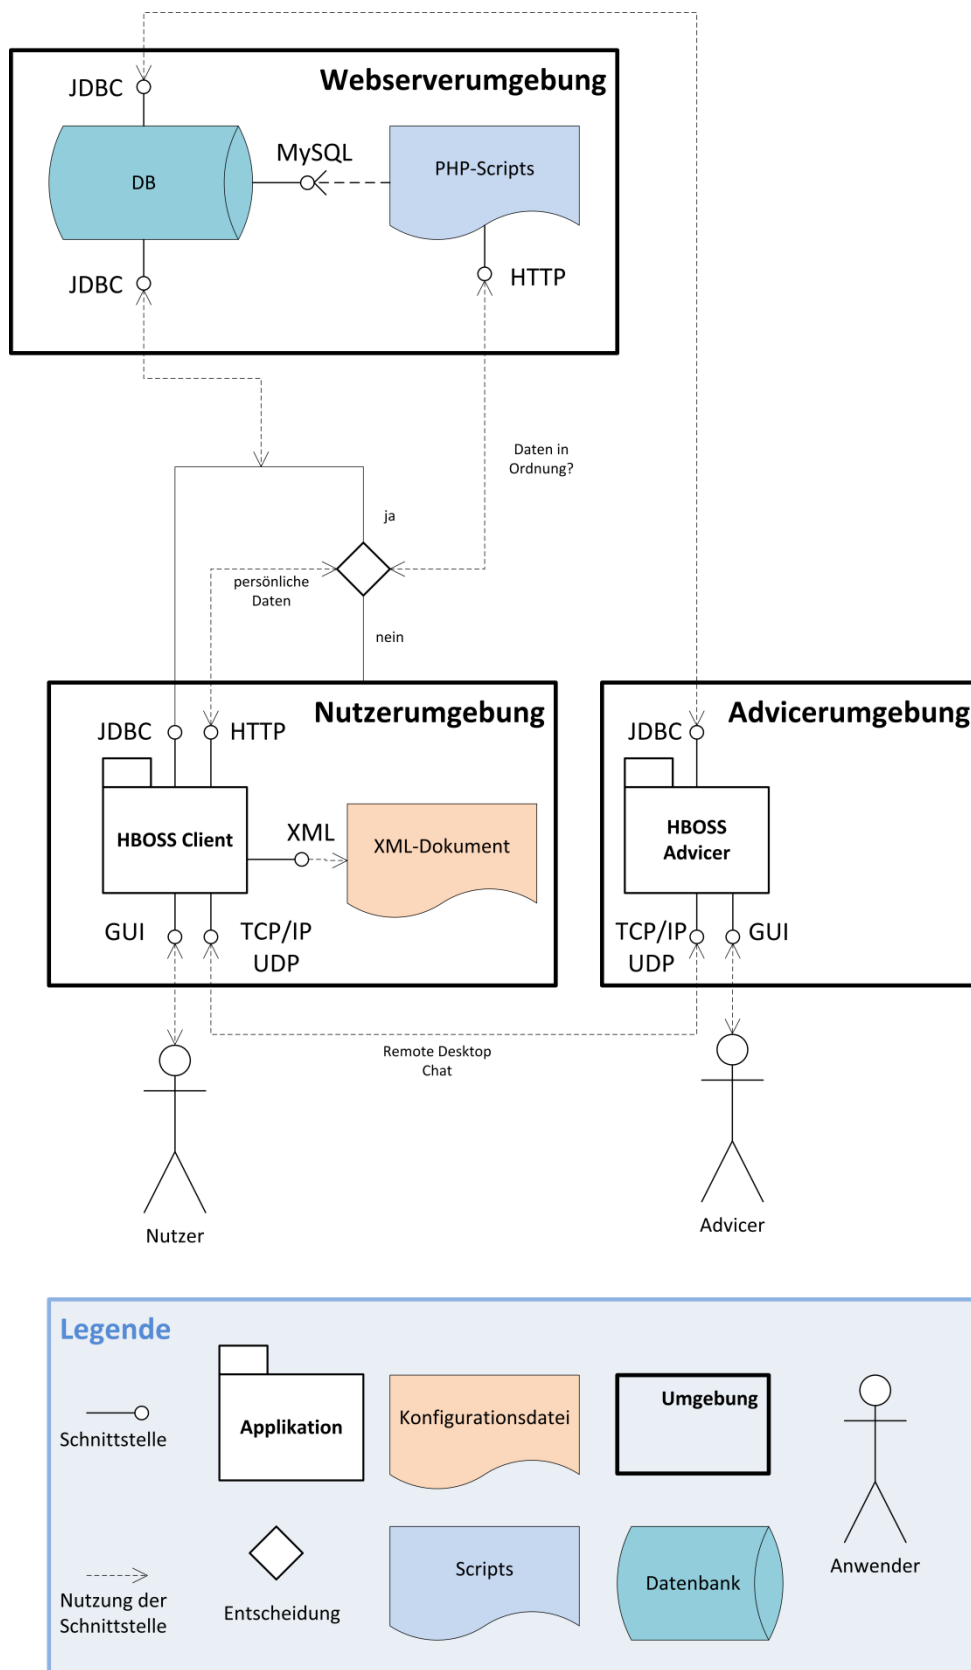 Webserverumgebung
JDBC
MySQL
DB
PHP-Scripts
JDBC
HTTP
Daten in
Ordnung?
ja
persönliche
Daten
nein
Nutzerumgebung
Advicerumgebung
JDBC
HTTP
JDBC
HBOSS Client
XML
XML-Dokument
HBOSS
Advicer
GUI
TCP/IP
UDP
TCP/IP
UDP
GUI
Remote Desktop
Chat
Nutzer
Advicer
Legende
Schnittstelle
Applikation
Konfigurationsdatei
Umgebung
Anwender
Nutzung der
Schnittstelle
Entscheidung
Scripts
Datenbank